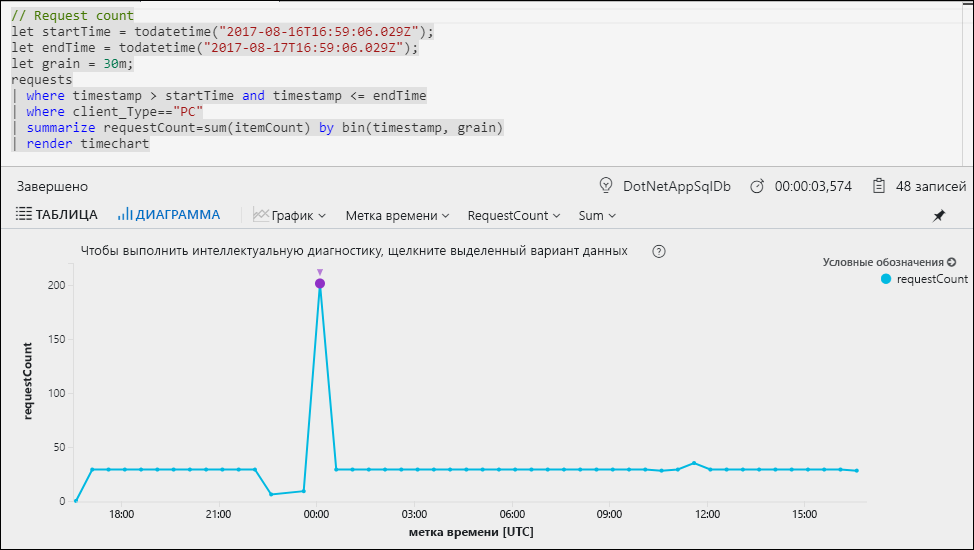 // Request count
let startTime = todatetime("2017-08-16T16:59:06.029Z");
let endTime = todatetime("2017-08-17T16:59:06.029Z");
let grain = 30m;
requests
| where timestamp > startTime and timestamp <= endTime
| where client_Type=="PC"
| summarize requestCount=sum(itemCount) by bin(timestamp, grain)
| render timechart
Завершено DotNetAppSqlDb 00:00:03,574 48 записей
ТАБЛИЦА ДИАГРАММА График Метка времени RequestCount Sum
Чтобы выполнить интеллектуальную диагностику, щелкните выделенный вариант данных ?
Условные обозначения
requestCount
200
150
100
50
0
requestCount
18:00 21:00 00:00 03:00 06:00 09:00 12:00 15:00
метка времени [UTC]